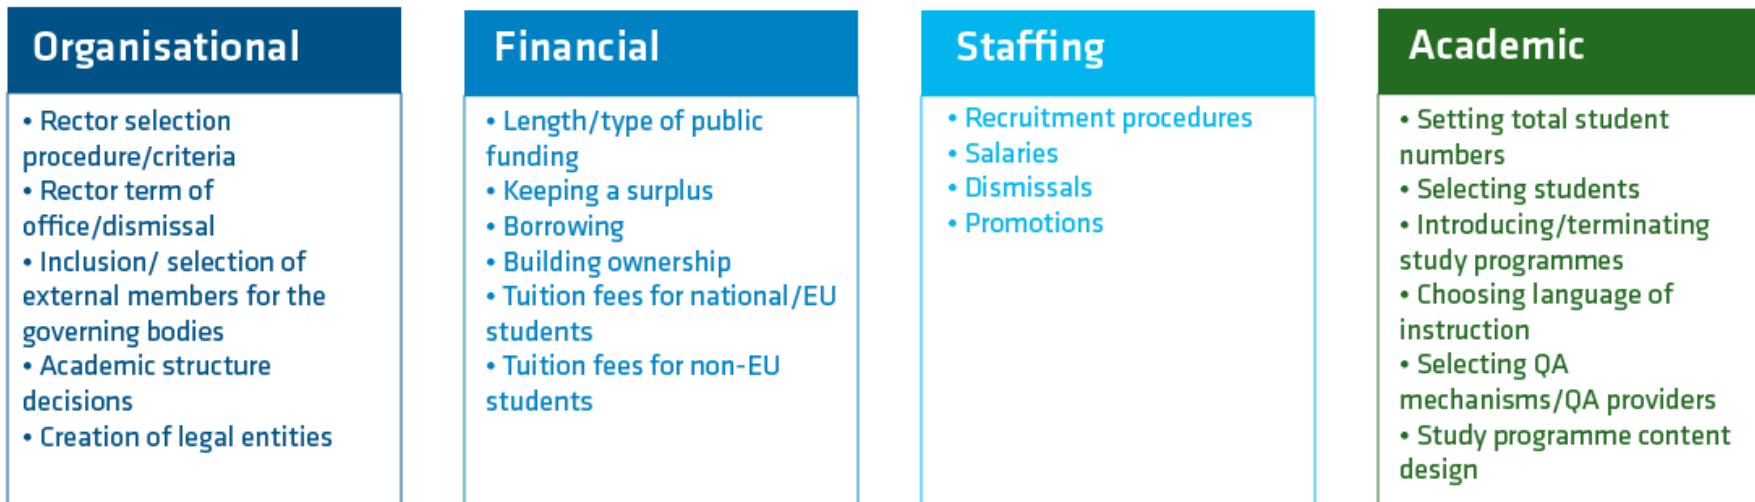 Organisational
• Rector selection
procedure/criteria
• Rector term of
office/dismissal
• Inclusion/ selection of
external members for the
governing bodies
• Academic structure
decisions
• Creation of legal entities
Financial
• Length/type of public
funding
• Keeping a surplus
• Borrowing
• Building ownership
• Tuition fees for national/EU
students
• Tuition fees for non-EU
students
Staffing
• Recruitment procedures
• Salaries
• Dismissals
• Promotions
Academic
• Setting total student
numbers
• Selecting students
• Introducing/terminating
study programmes
• Choosing language of
instruction
• Selecting QA
mechanisms/QA providers
• Study programme content
design